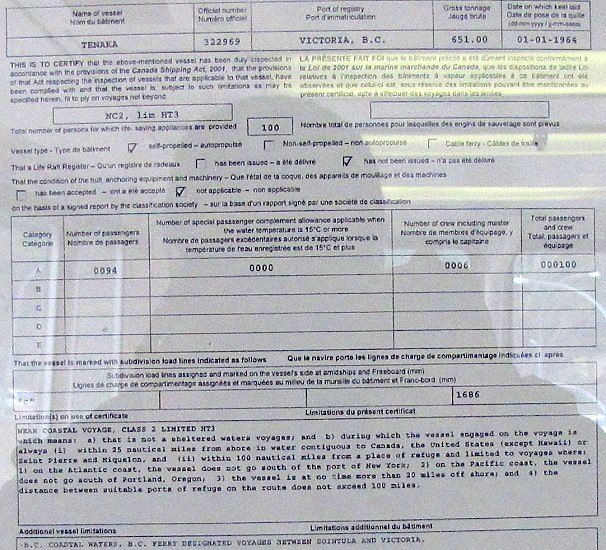 Name of vessel
Nom du bâtiment
Official number
Numéro officiel
Port of registry
Port d'immatriculation
Gross tonnage
Jauge brute
Date on which keel laid
Date de pose de la quille
(dd-mm-yyyy / jj-mm-aaaa)
TENAKA
322969
VICTORIA, B.C.
651.00
01-01-1964
THIS IS TO CERTIFY that the above-mentioned vessel has been duly inspected in
accordance with the provisions of the Canada Shipping Act, 2001, that the provisions
of that Act respecting the inspection of vessels that are applicable to that vessel, have
been complied with and that the vessel is subject to such limitations as may be
specified herein, fit to ply on voyages not beyond
LA PRÉSENTE FAIT FOI que le bâtiment précité a été dûment inspecté conformément à
la Loi de 2001 sur la marine marchande du Canada, que les dispositions de ladite Loi
relatives à l'inspection des bâtiments à vapeur applicables à ce bâtiment ont été
observées et que celui-ci est, sous réserve des limitations pouvant être mentionnées au
présent certificat, apte à effectuer des voyages dans les limites
NC2, lim HT3
Total number of persons for which life-saving appliances are provided
100
Nombre total de personnes pour lesquelles des engins de sauvetage sont prévus
Vessel type - Type de bâtiment
self-propelled - autopropulsé
Non-self-propelled - non autopropulsé
Cable ferry - Câbles de traille
That a Life Raft Register - Qu'un registre de radeaux
has been issued - a été délivré
has not been issued - n'a pas été délivré
That the condition of the hull, anchoring equipment and machinery - Que l'état de la coque, des appareils de mouillage et des machines
has been accepted - ont a été accepté
not applicable - non applicable
on the basis of a signed report by the classification society - sur la base d'un rapport signé par une société de classification
Category
Catégorie
Number of passengers
Nombre de passagers
Number of special passsenger complement allowance applicable when
the water temperature is 15°C or more
Nombre de passagers excédentaires autorisé s'applique lorsque la
température de l'eau enregistrée est de 15°C et plus
Number of crew including master
Nombre de membres d'équipage, y
compris le capitaine
Total passengers
and crew
Total, passagers et
équipage
A
0094
0000
0006
000100
B
C
D
E
That the vessel is marked with subdivision load lines indicated as follows
Que le navire porte les lignes de charge de compartimentage indiquées ci après
Subdivision load lines assigned and marked on the vessel's side at amidships and Freeboard (mm)
Lignes de charge de compartimentage assignées et marquées au milieu de la muraille du bâtiment et Franc-bord (mm)
1686
Limitation(s) on use of certificate
Limitations du présent certificat
NEAR COASTAL VOYAGE, CLASS 2 LIMITED HT3
which means: a) that is not a sheltered waters voyages; and b) during which the vessel engaged on the voyage is
always (i) within 25 nautical miles from shore in water contiguous to Canada, the United States (except Hawaii) or
Saint Pierre and Miquelon, and (ii) within 100 nautical miles from a place of refuge and limited to voyages where:
1) on the Atlantic coast, the vessel does not go south of the port of New York; 2) on the Pacific coast, the vessel
does not go south of Portland, Oregon; 3) the vessel is at no time more than 20 miles off shore; and 4) the
distance between suitable ports of refuge on the route does not exceed 100 miles.
Additional vessel limitations
Limitations additionnel du bâtiment
-B.C. COASTAL WATERS, B.C. FERRY DESIGNATED VOYAGES BETWEEN SOINTULA AND VICTORIA.